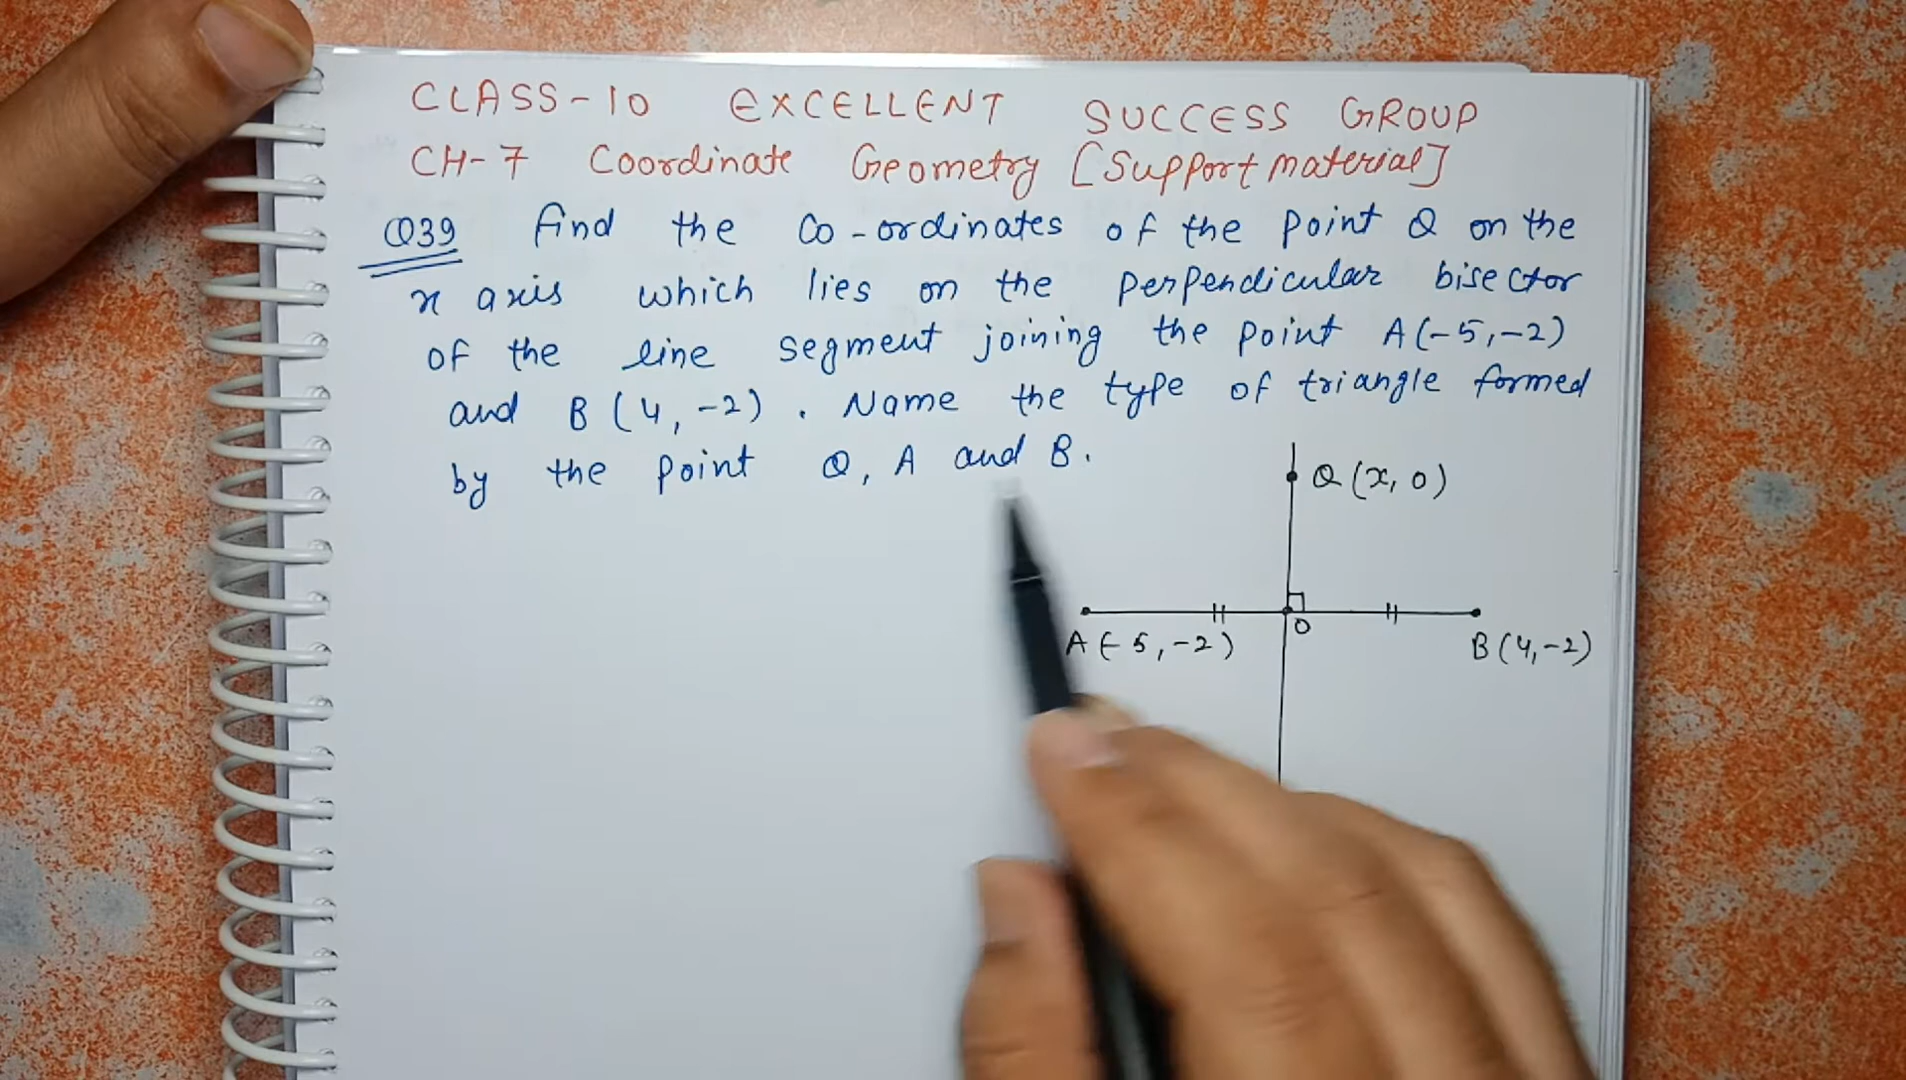 CLASS-10 EXCELLENT SUCCESS GROUP
CH-7 Coordinate Geometry [Support material]
Q39 find the Co-ordinates of the point Q on the
x axis which lies on the perpendicular bisector
of the line segment joining the point A(-5,-2)
and B(4,-2). Name the type of triangle formed
by the point Q, A and B.
Q(x,0)
O
A(-5,-2)
B(4,-2)